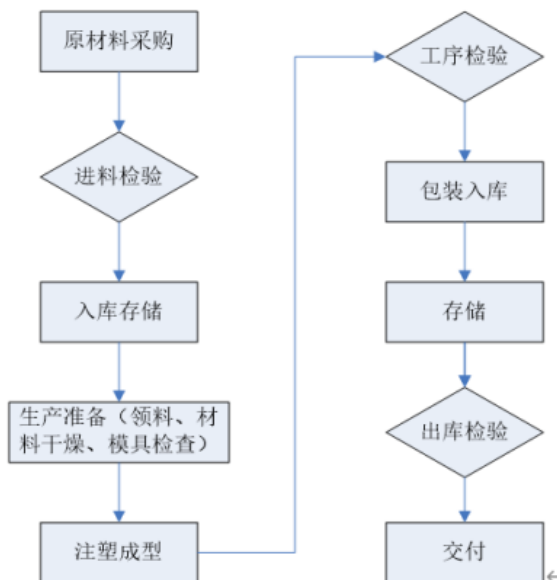 原材料采购
进料检验
入库存储
生产准备（领料、材
料干燥、模具检查）
注塑成型
工序检验
包装入库
存储
出库检验
交付